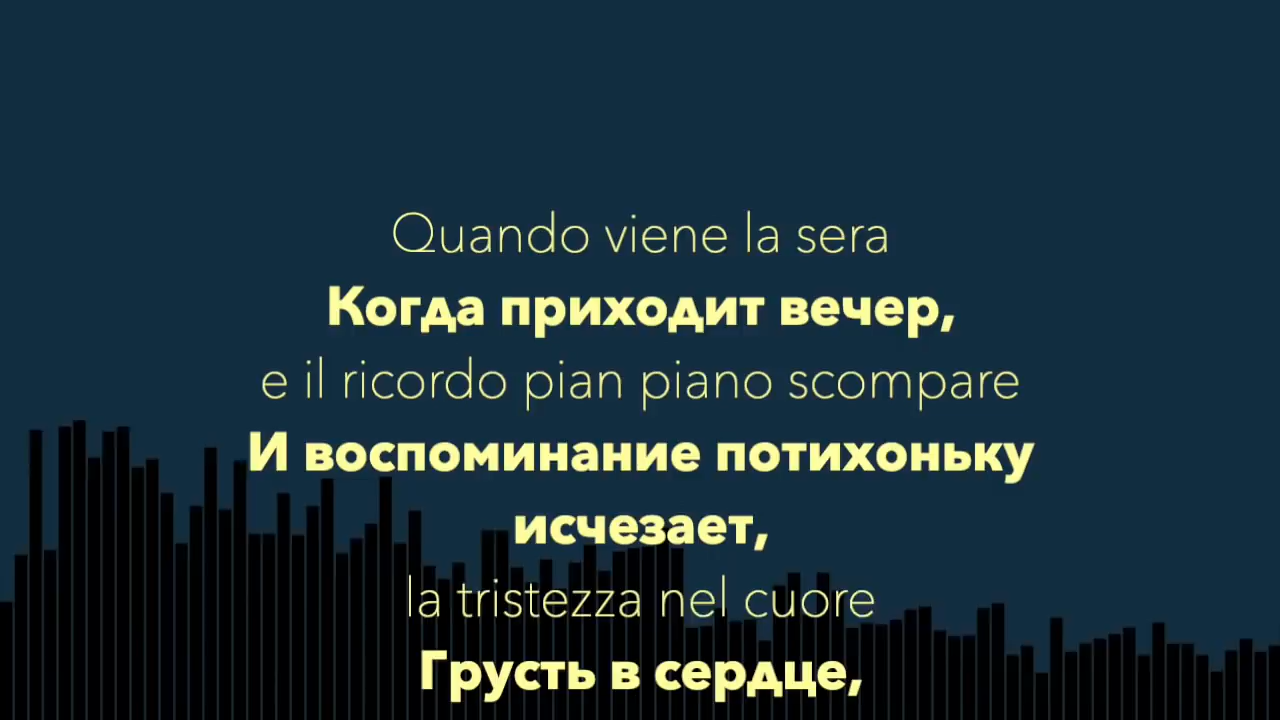 Quando viene la sera
Когда приходит вечер,
e il ricordo pian piano scompare
И воспоминание потихоньку
исчезает,
la tristezza nel cuore
Грусть в сердце,